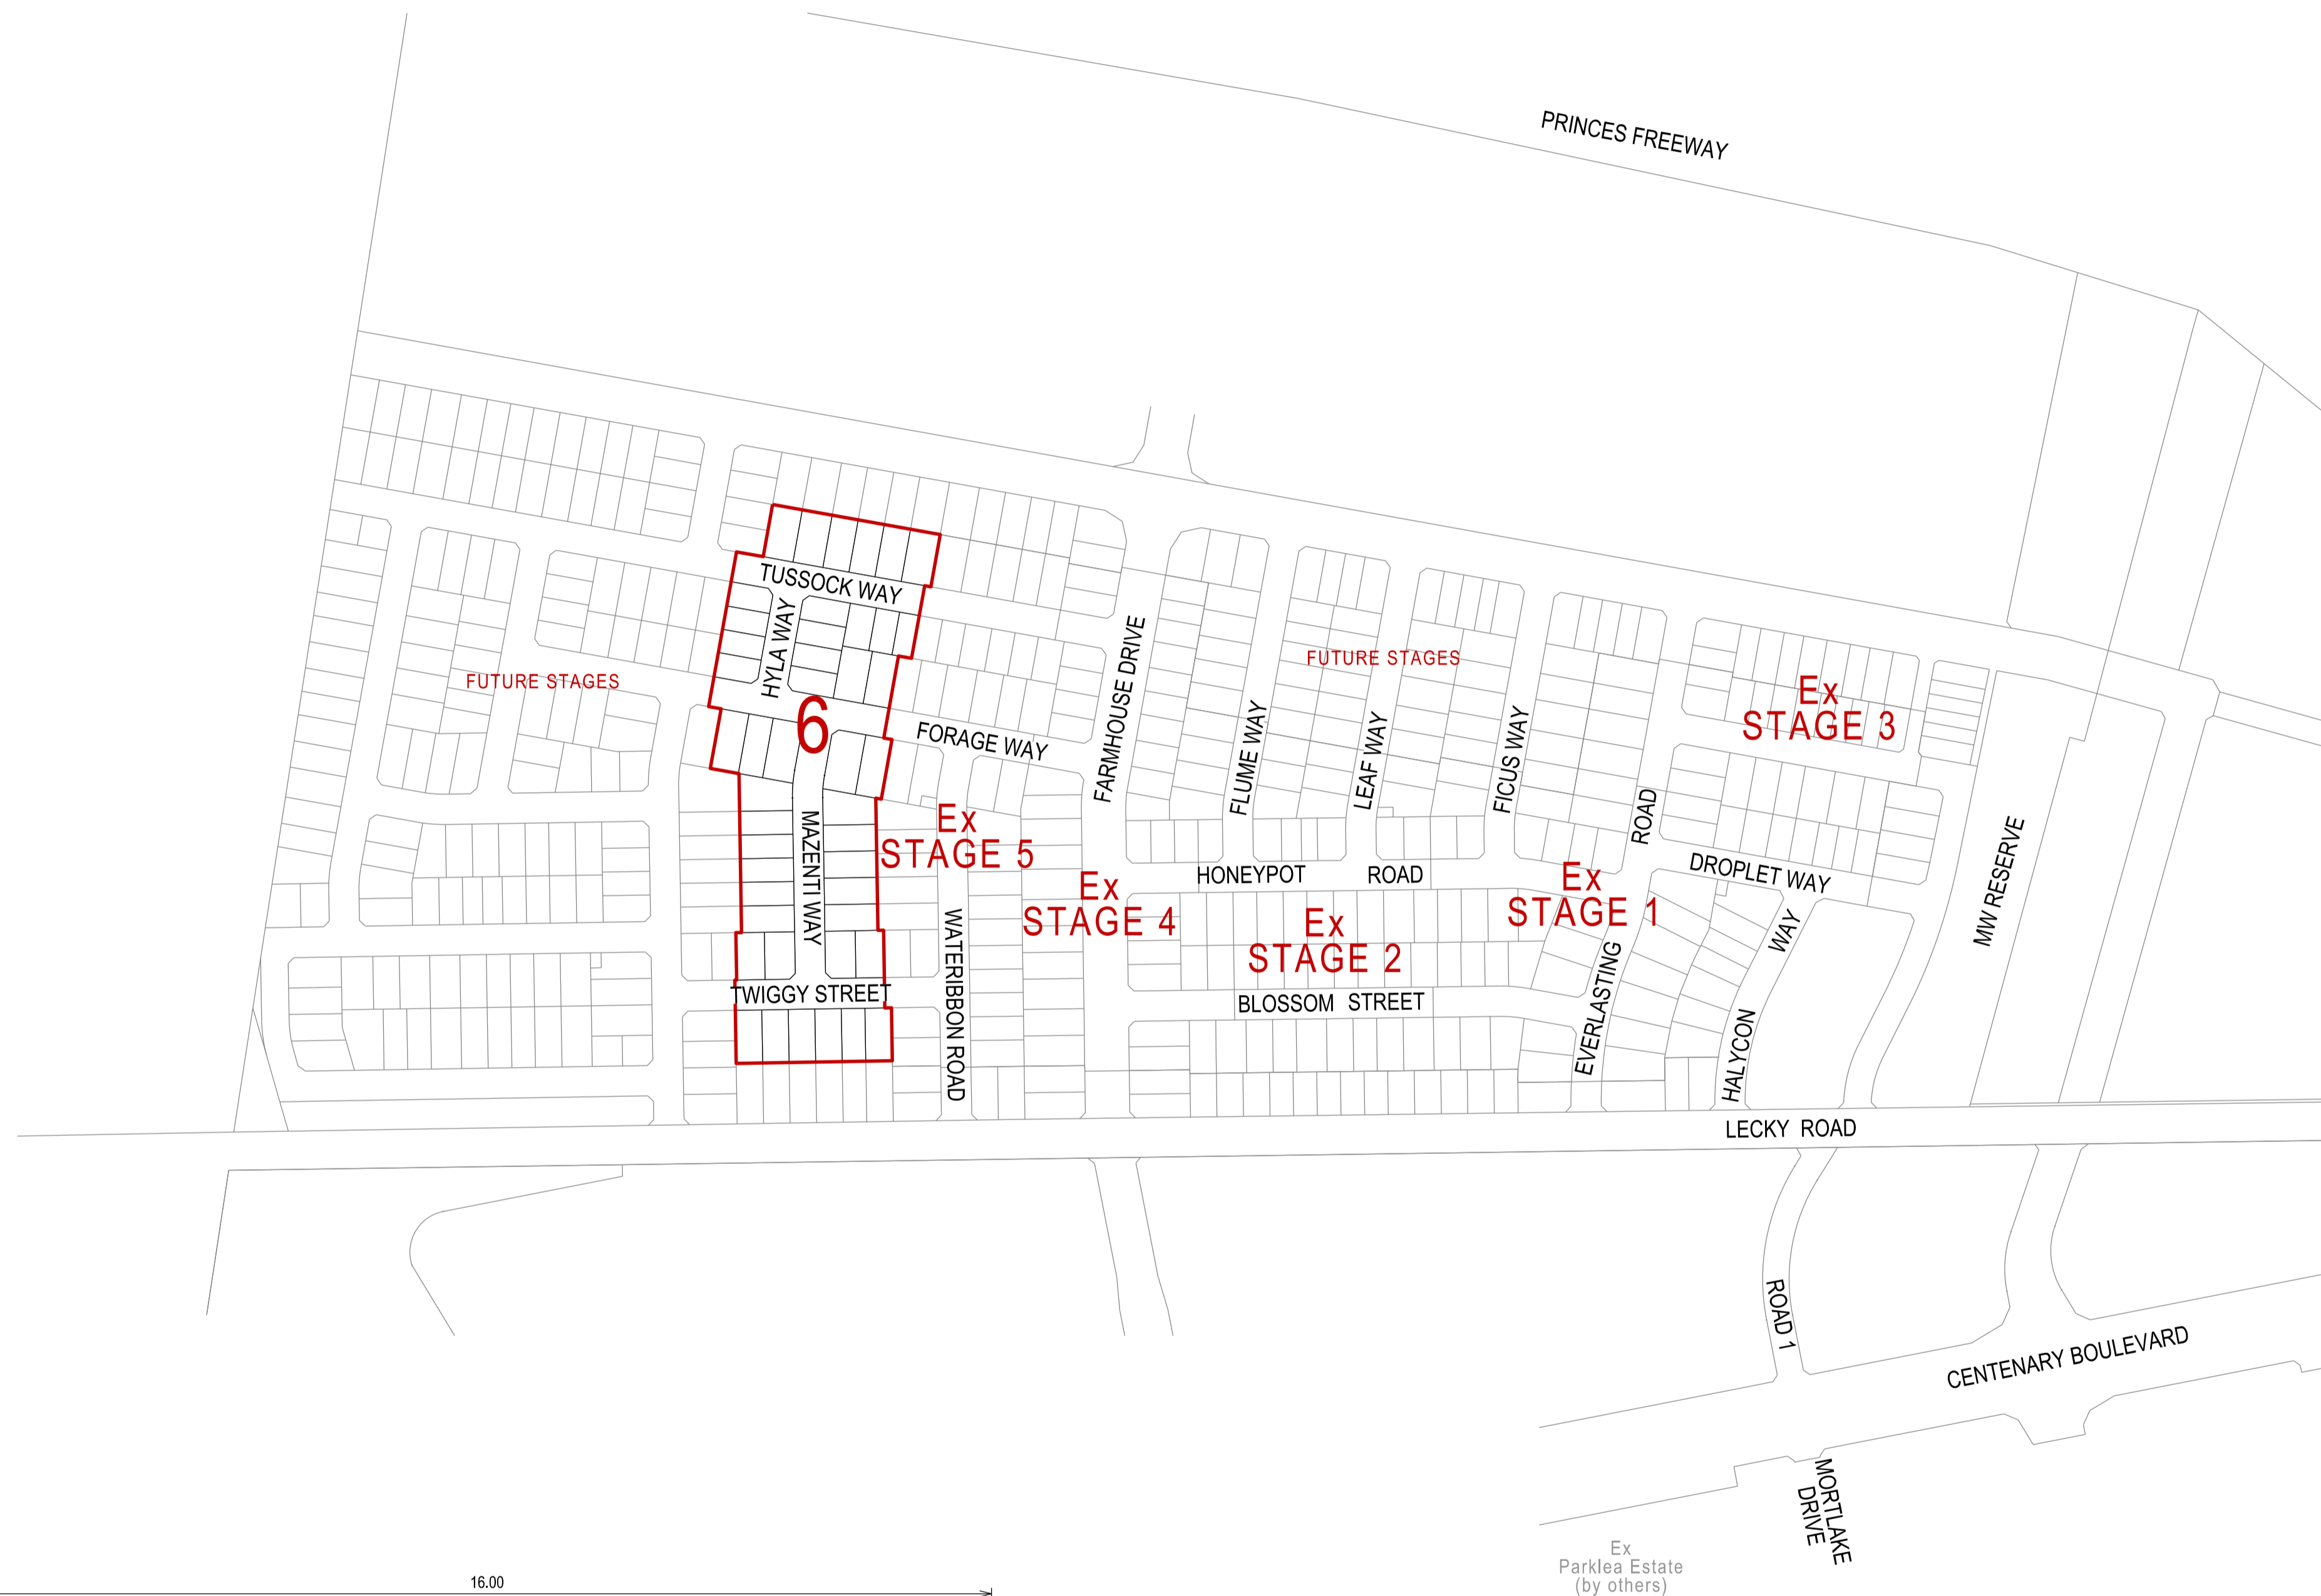 PRINCES FREEWAY
TUSSOCK WAY
HYLA WAY
FUTURE STAGES
6
FORAGE WAY
FARMHOUSE DRIVE
FUTURE STAGES
FLUME WAY
LEAF WAY
FICUS WAY
Ex
STAGE 3
ROAD
MAZENTI WAY
Ex
STAGE 5
HONEYPOT ROAD
DROPLET WAY
MW RESERVE
Ex
STAGE 4
Ex
STAGE 2
Ex
STAGE 1
WAY
WATERIBBON ROAD
TWIGGY STREET
BLOSSOM STREET
EVERLASTING
HALYCON
LECKY ROAD
ROAD 1
CENTENARY BOULEVARD
MORTLAKE
DRIVE
Ex
Parklea Estate
(by others)
16.00